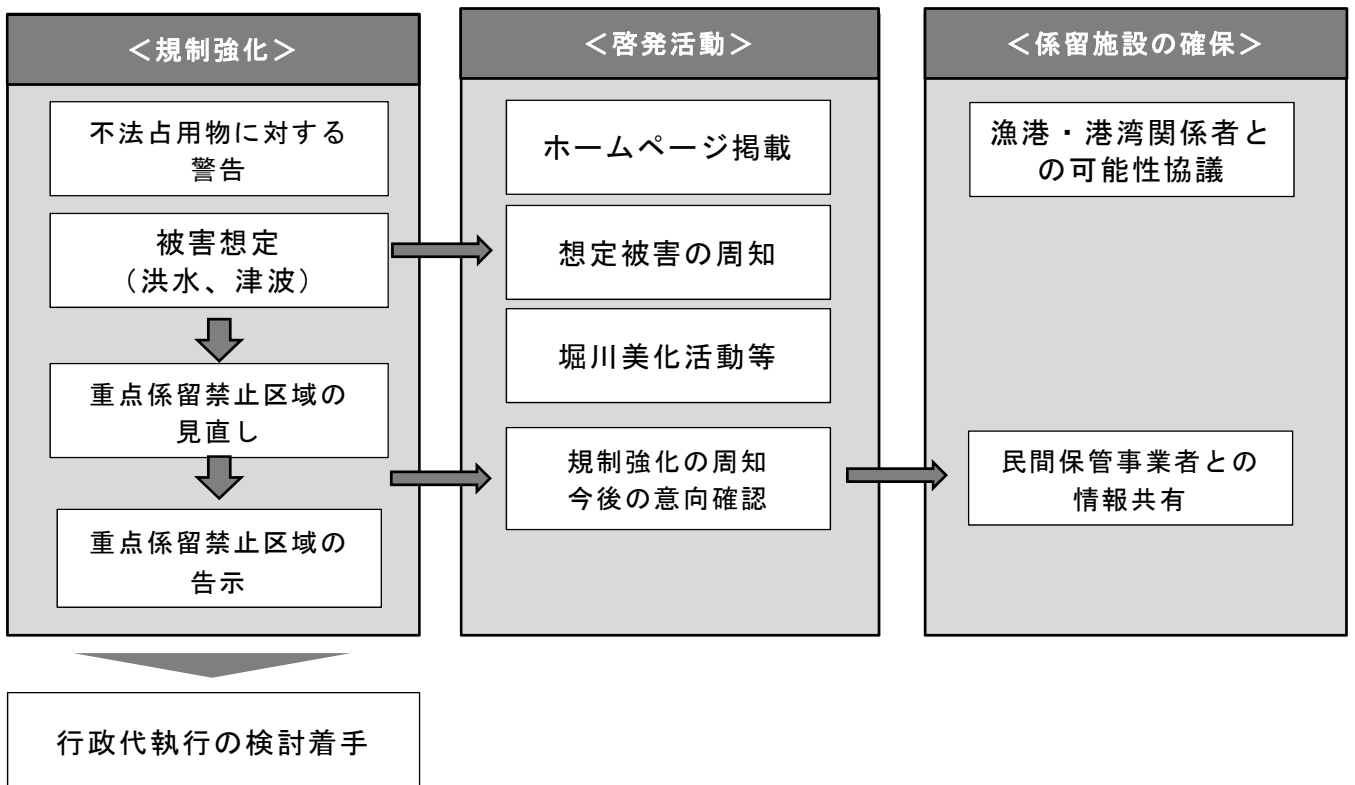 <規制強化>
不法占用物に対する
警告
被害想定
(洪水、津波)
重点係留禁止区域の
見直し
重点係留禁止区域の
告示
行政代執行の検討着手
<啓発活動>
ホームページ掲載
想定被害の周知
堀川美化活動等
規制強化の周知
今後の意向確認
<係留施設の確保>
漁港・港湾関係者と
の可能性協議
民間保管事業者との
情報共有